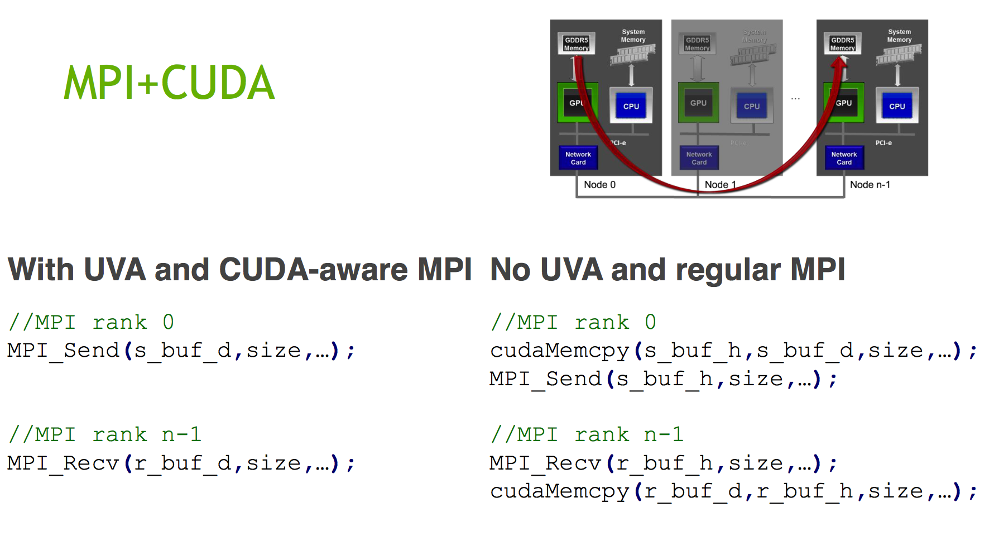 MPI+CUDA
GDDR5
Memory
System
Memory
GPU
CPU
PCI-e
Network
Card
Node 0
GDDR5
Memory
System
Memory
GPU
CPU
PCI-e
Network
Card
Node 1
...
GDDR5
Memory
System
Memory
GPU
CPU
PCI-e
Network
Card
Node n-1
With UVA and CUDA-aware MPI
//MPI rank 0
MPI_Send(s_buf_d,size,…);
//MPI rank n-1
MPI_Recv(r_buf_d,size,…);
No UVA and regular MPI
//MPI rank 0
cudaMemcpy(s_buf_h,s_buf_d,size,…);
MPI_Send(s_buf_h,size,…);
//MPI rank n-1
MPI_Recv(r_buf_h,size,…);
cudaMemcpy(r_buf_d,r_buf_h,size,…);